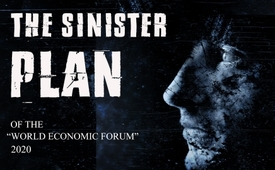 THE SINISTER
PLAN
OF THE
“WORLD ECONOMIC FORUM”
2020